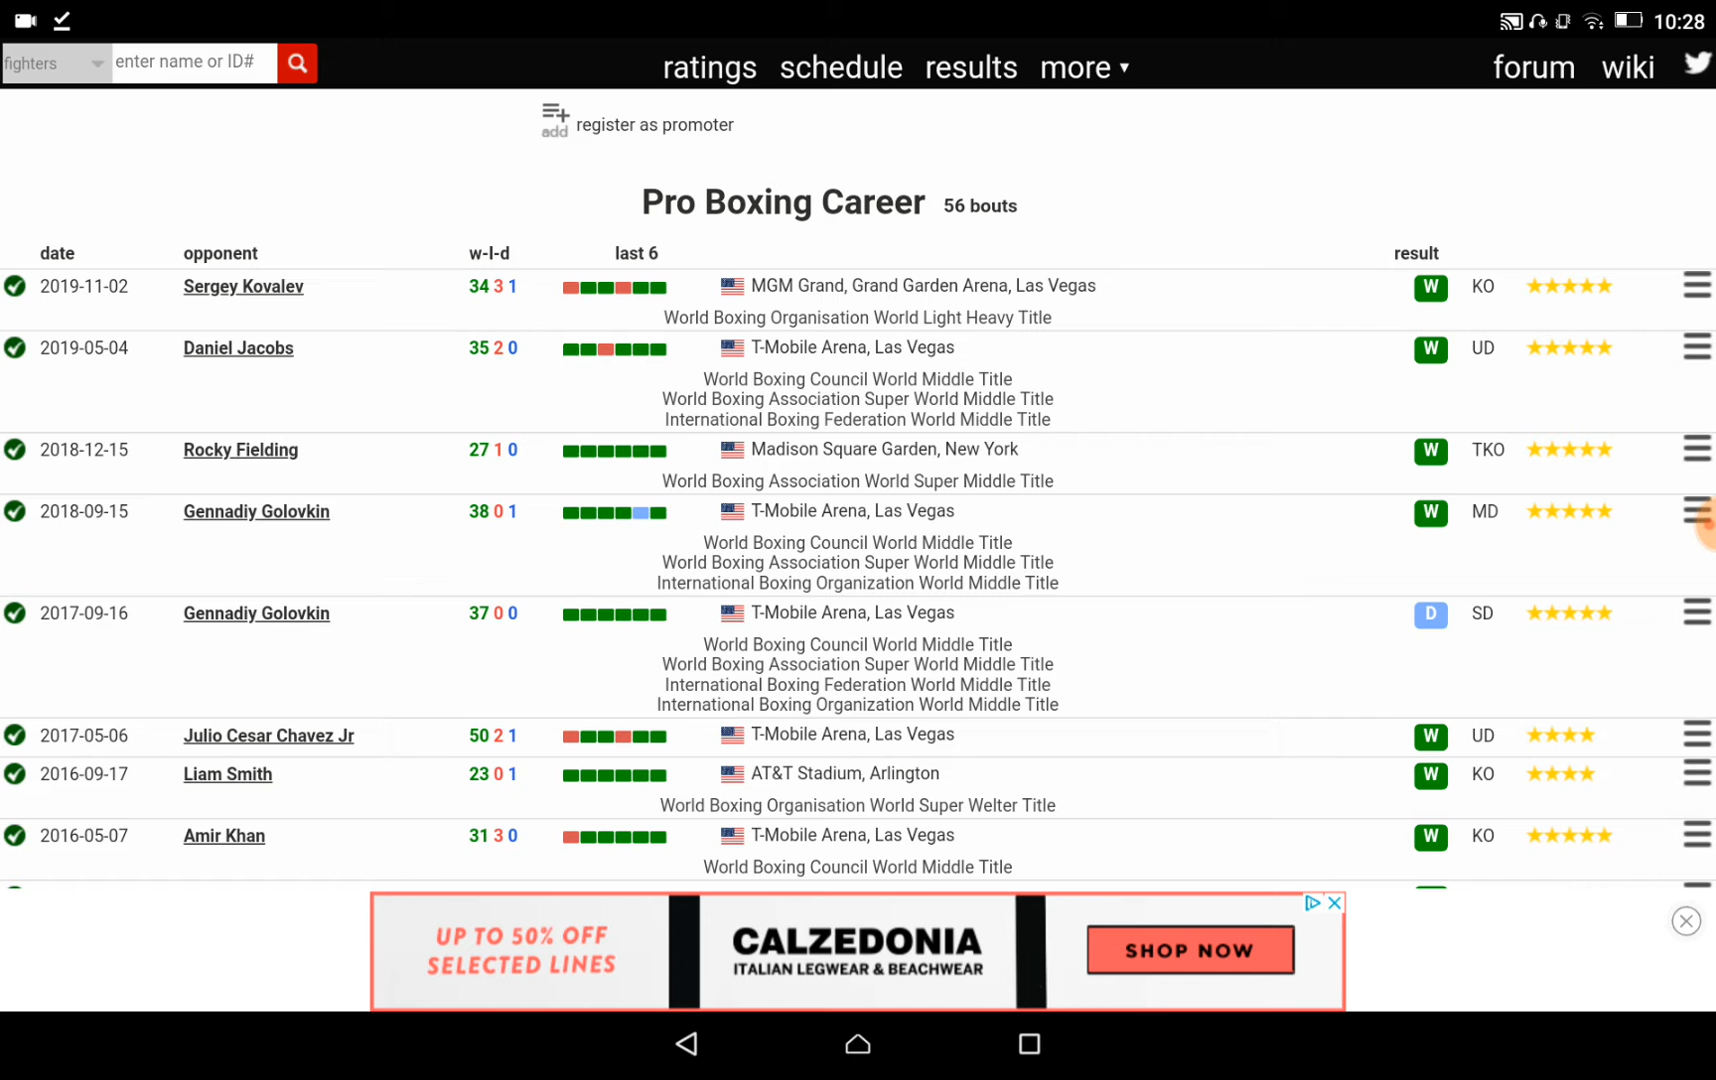 10:28
fighters enter name or ID# ratings schedule results more ▾ forum wiki
add register as promoter
Pro Boxing Career 56 bouts
date opponent w-l-d last 6 result
2019-11-02 Sergey Kovalev 34 3 1 MGM Grand, Grand Garden Arena, Las Vegas W KO
World Boxing Organisation World Light Heavy Title
2019-05-04 Daniel Jacobs 35 2 0 T-Mobile Arena, Las Vegas W UD
World Boxing Council World Middle Title
World Boxing Association Super World Middle Title
International Boxing Federation World Middle Title
2018-12-15 Rocky Fielding 27 1 0 Madison Square Garden, New York W TKO
World Boxing Association World Super Middle Title
2018-09-15 Gennadiy Golovkin 38 0 1 T-Mobile Arena, Las Vegas W MD
World Boxing Council World Middle Title
World Boxing Association Super World Middle Title
International Boxing Organization World Middle Title
2017-09-16 Gennadiy Golovkin 37 0 0 T-Mobile Arena, Las Vegas D SD
World Boxing Council World Middle Title
World Boxing Association Super World Middle Title
International Boxing Federation World Middle Title
International Boxing Organization World Middle Title
2017-05-06 Julio Cesar Chavez Jr 50 2 1 T-Mobile Arena, Las Vegas W UD
2016-09-17 Liam Smith 23 0 1 AT&T Stadium, Arlington W KO
World Boxing Organisation World Super Welter Title
2016-05-07 Amir Khan 31 3 0 T-Mobile Arena, Las Vegas W KO
World Boxing Council World Middle Title
UP TO 50% OFF
SELECTED LINES
CALZEDONIA
ITALIAN LEGWEAR & BEACHWEAR
SHOP NOW